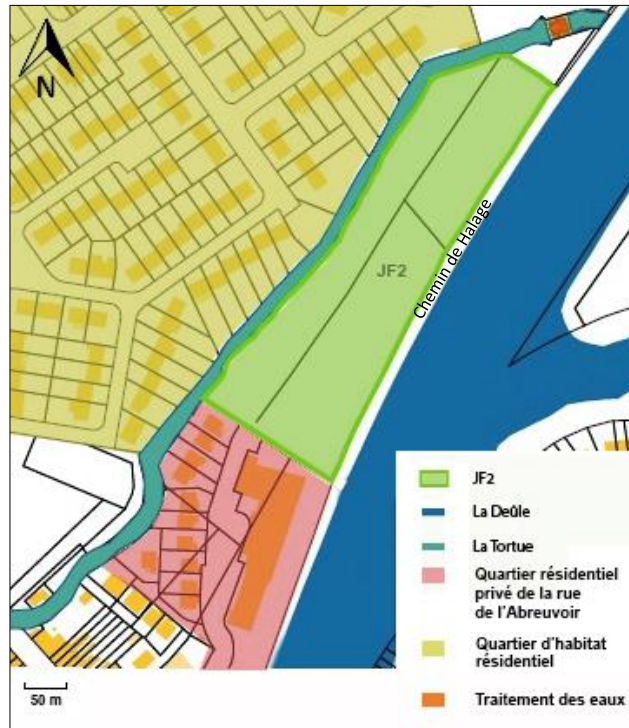 N
JF2
Chemin de Halage
JF2
La Deûle
La Tortue
Quartier résidentiel
privé de la rue
de l'Abreuvoir
Quartier d'habitat
résidentiel
Traitement des eaux
50 m